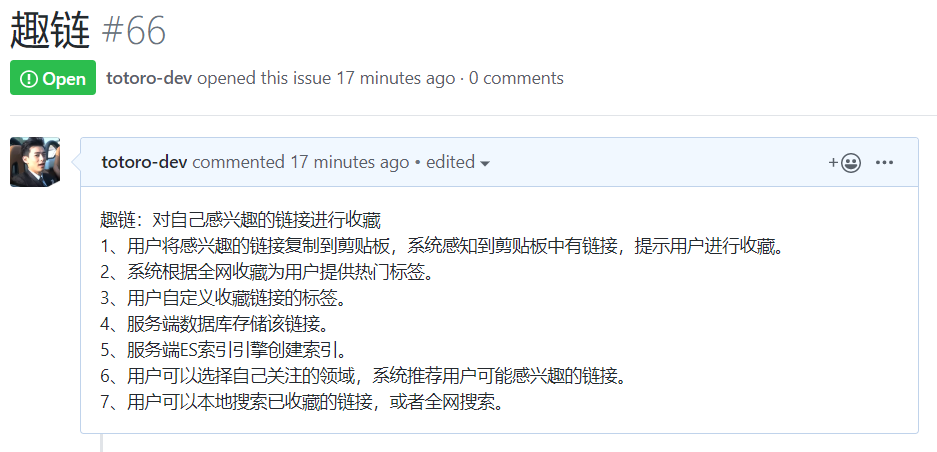 趣链 #66
Open totoro-dev opened this issue 17 minutes ago · 0 comments
totoro-dev commented 17 minutes ago • edited
趣链：对自己感兴趣的链接进行收藏
1、用户将感兴趣的链接复制到剪贴板，系统感知到剪贴板中有链接，提示用户进行收藏。
2、系统根据全网收藏为用户提供热门标签。
3、用户自定义收藏链接的标签。
4、服务端数据库存储该链接。
5、服务端ES索引引擎创建索引。
6、用户可以选择自己关注的领域，系统推荐用户可能感兴趣的链接。
7、用户可以本地搜索已收藏的链接，或者全网搜索。